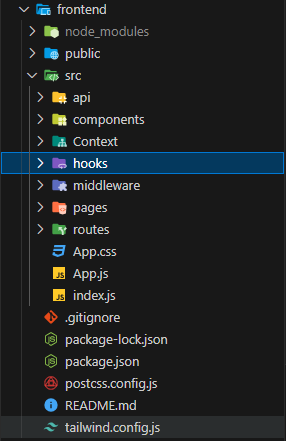 frontend
node_modules
public
src
api
components
Context
hooks
middleware
pages
routes
App.css
App.js
index.js
.gitignore
package-lock.json
package.json
postcss.config.js
README.md
tailwind.config.js